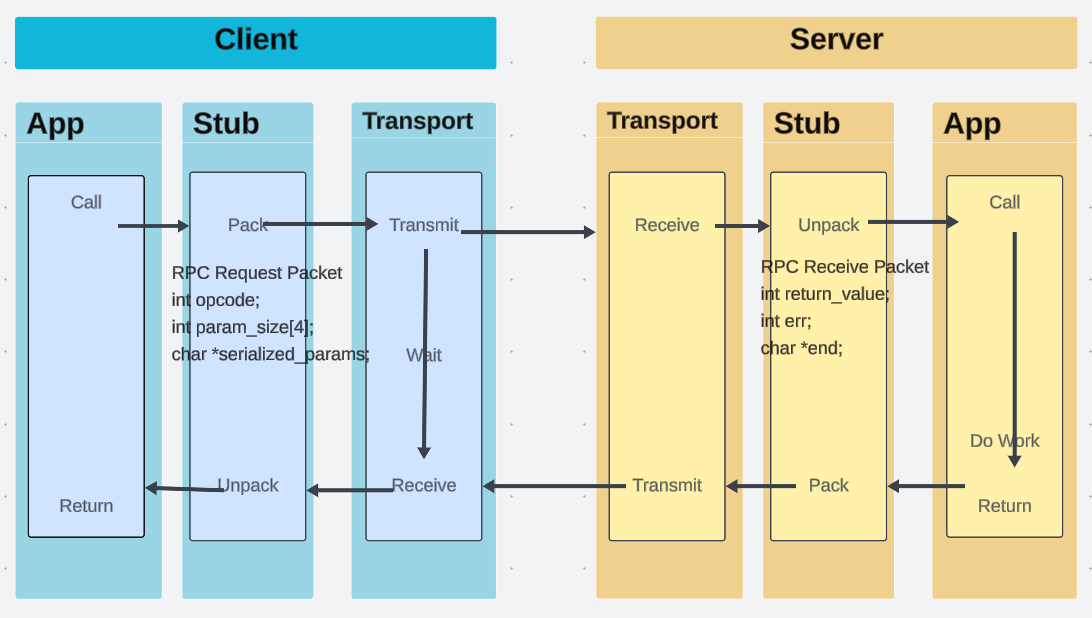 Client
Server
App
Stub
Transport
Transport
Stub
App
Call
Pack
Transmit
Receive
Unpack
Call
RPC Request Packet
int opcode;
int param_size[4];
char *serialized_params;
RPC Receive Packet
int return_value;
int err;
char *end;
Wait
Do Work
Return
Unpack
Receive
Transmit
Pack
Return